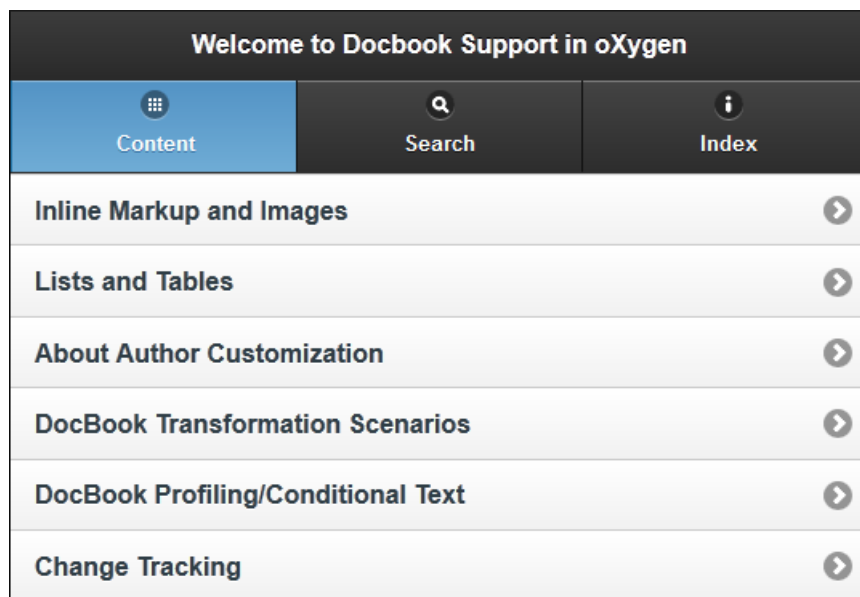 Welcome to Docbook Support in oXygen
Content Search Index
Inline Markup and Images
Lists and Tables
About Author Customization
DocBook Transformation Scenarios
DocBook Profiling/Conditional Text
Change Tracking